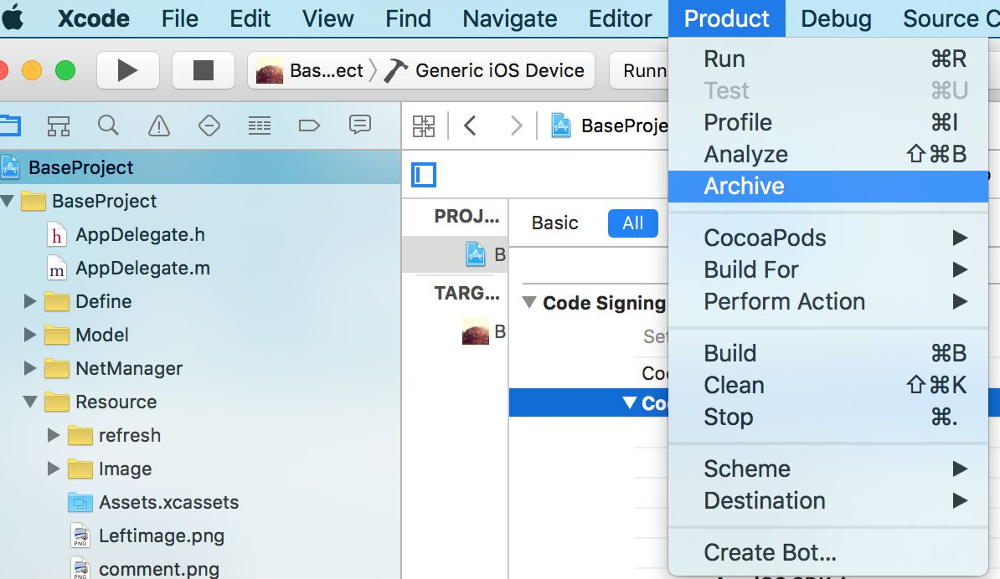 Xcode File Edit View Find Navigate Editor Product Debug Source C
Bas...ect Generic iOS Device Runn
BaseProje
BaseProject
BaseProject
h AppDelegate.h
m AppDelegate.m
Define
Model
NetManager
Resource
refresh
Image
Assets.xcassets
PNG Leftimage.png
PNG comment.png
PROJ...
B
TARG...
B
Basic All
Code Signing
Set
Coo
Run ⌘R
Test ⌘U
Profile ⌘I
Analyze ⇧⌘B
Archive
CocoaPods
Build For
Perform Action
Build ⌘B
Clean ⇧⌘K
Stop ⌘.
Scheme
Destination
Create Bot...